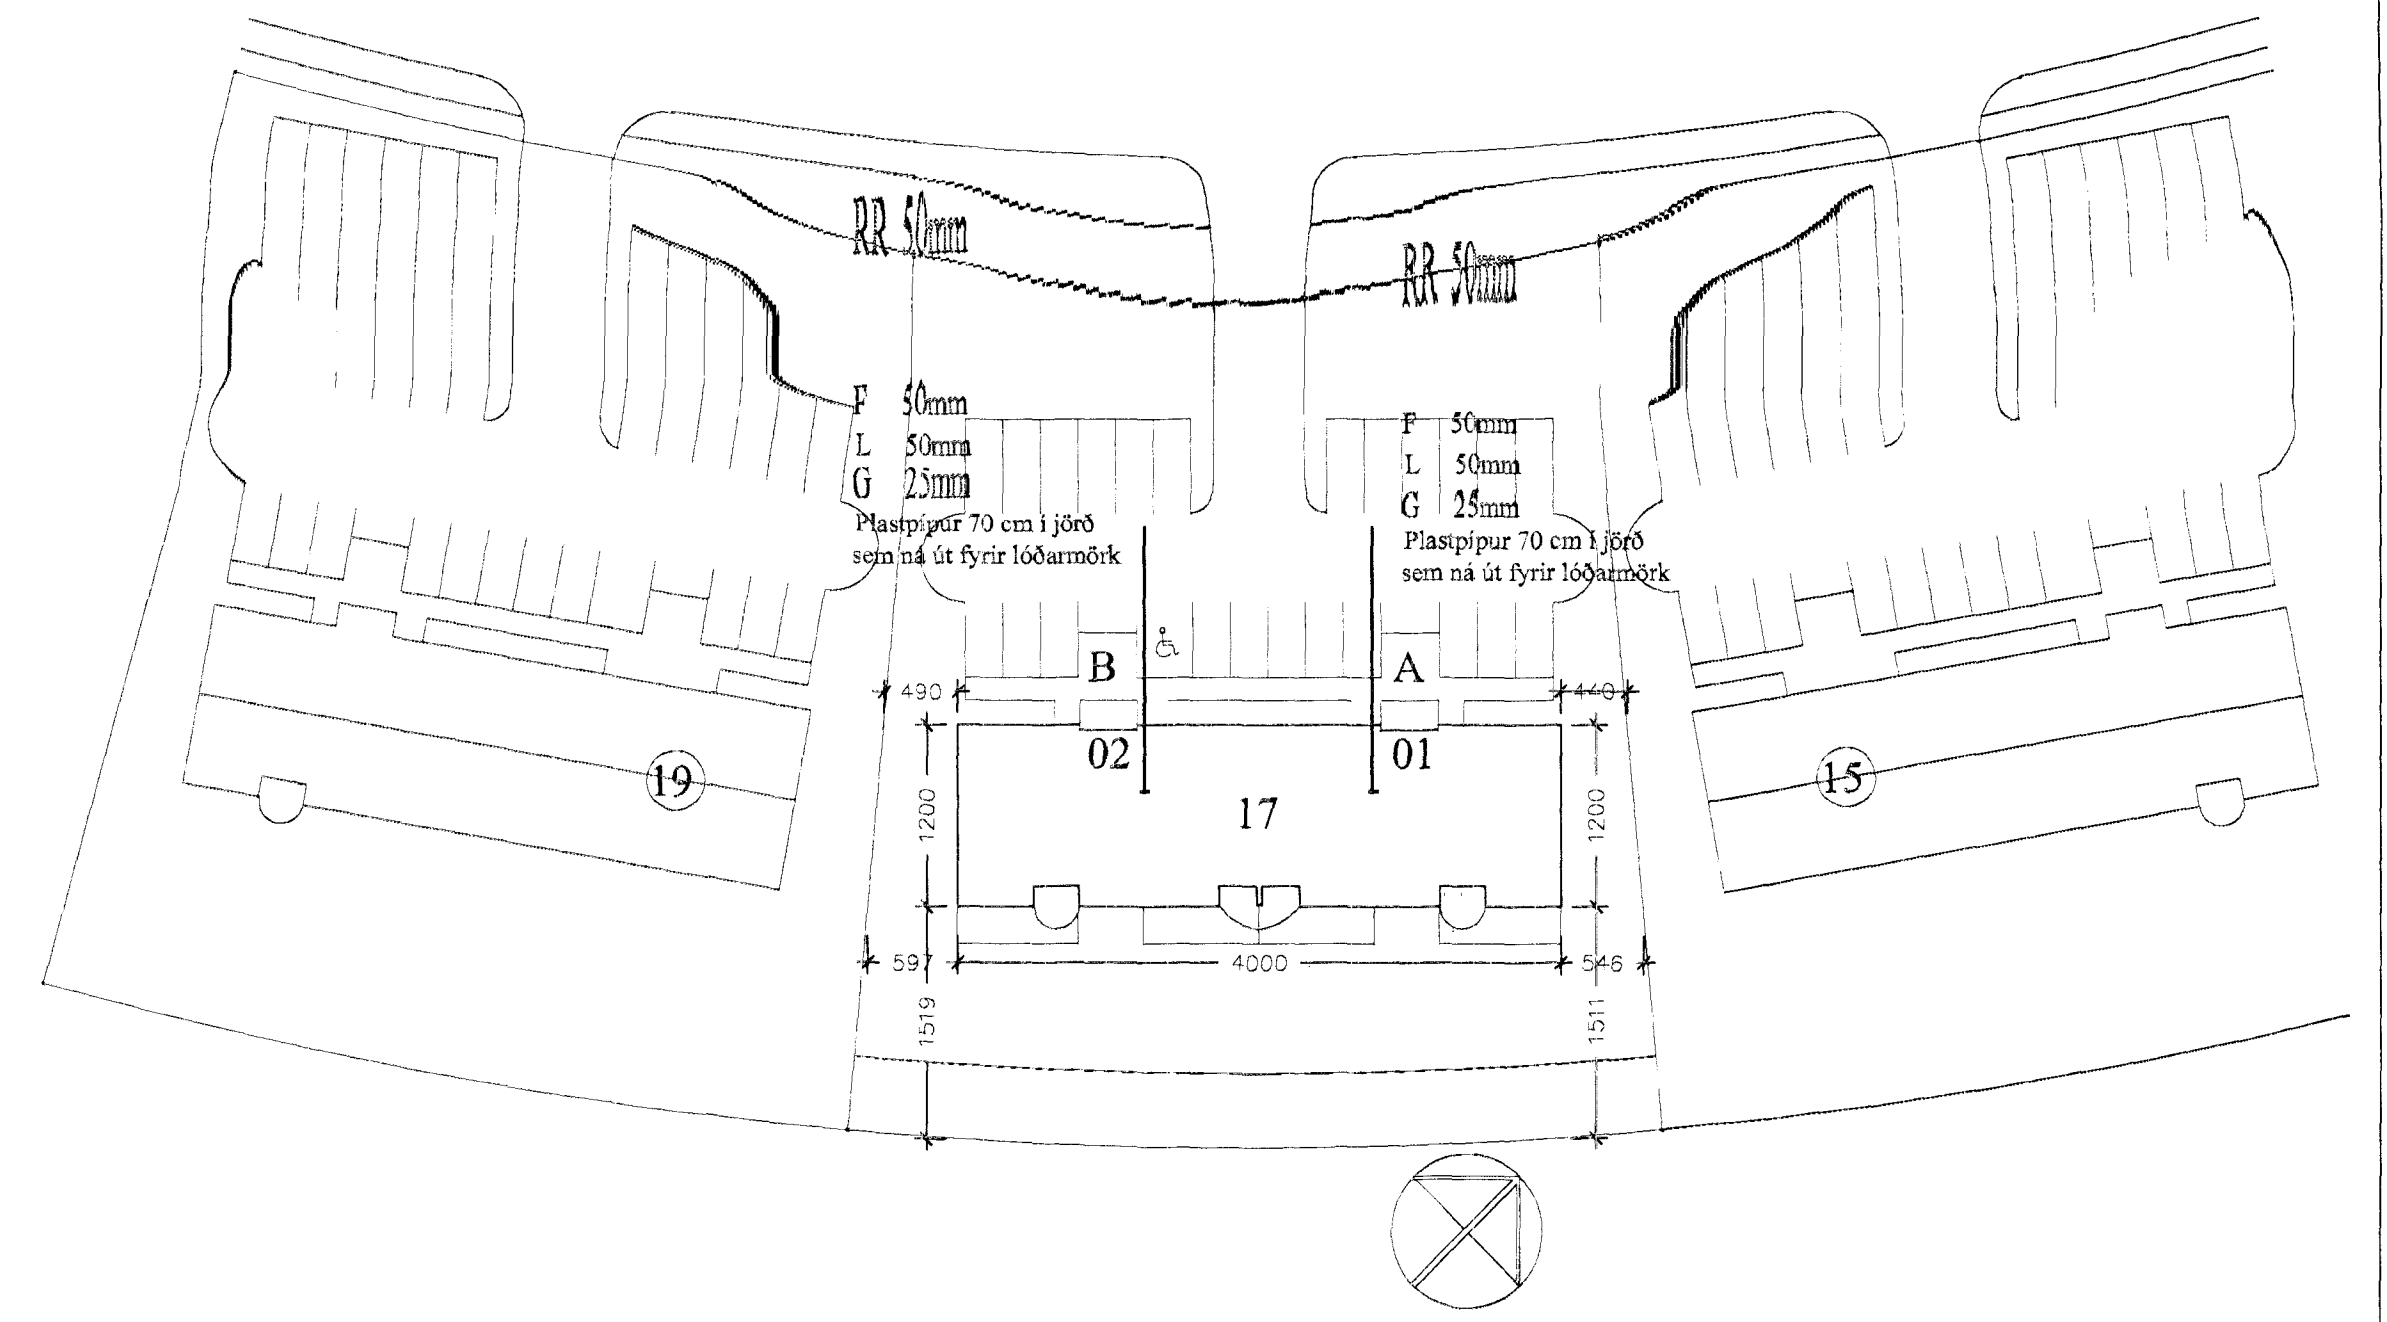 RR 50mm
RR 50mm
F 50mm
L 50mm
G 25mm
Plastpípur 70 cm í jörð
sem ná út fyrir lóðarmörk
F 50mm
L 50mm
G 25mm
Plastpípur 70 cm í jörð
sem ná út fyrir lóðarmörk
B
A
490
440
02
01
19
15
17
1200
1200
597
4000
546
1519
1511